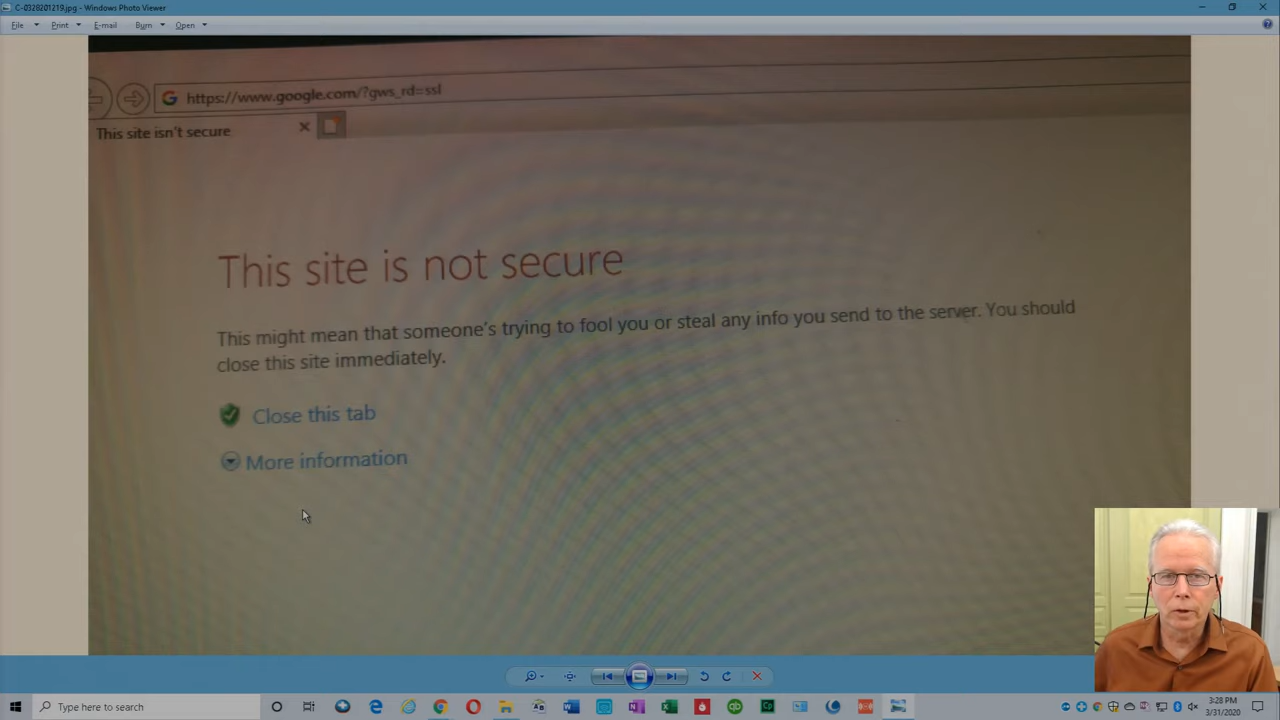 C-0328201219.jpg - Windows Photo Viewer
File Print E-mail Burn Open
https://www.google.com/?gws_rd=ssl
This site isn't secure
This site is not secure
This might mean that someone's trying to fool you or steal any info you send to the server. You should
close this site immediately.
Close this tab
More information
Type here to search
3:28 PM
3/31/2020